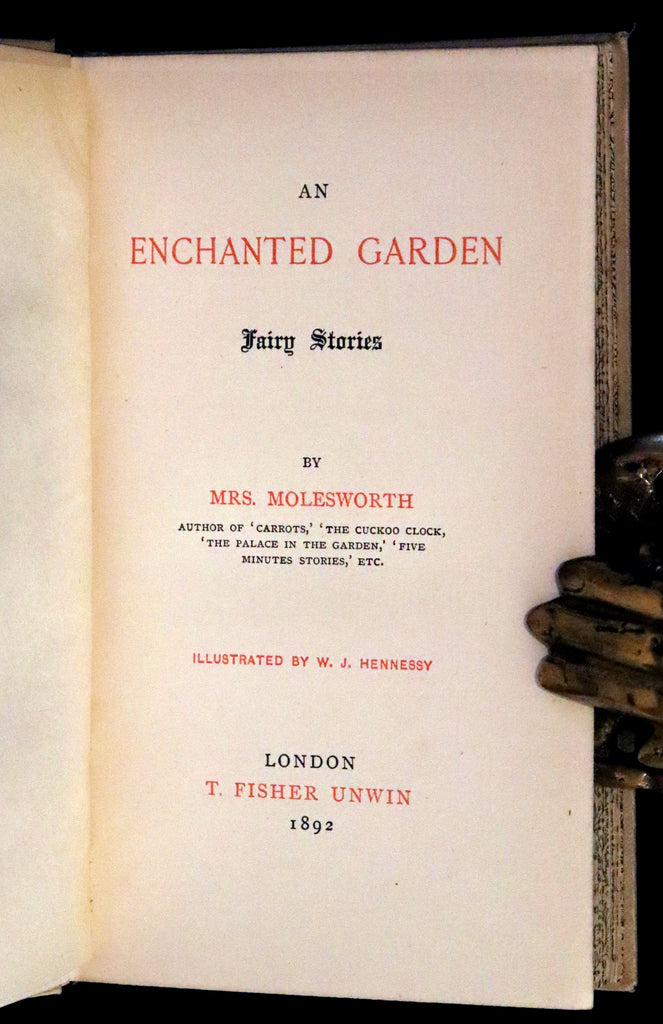 AN
ENCHANTED GARDEN
Fairy Stories
BY
MRS. MOLESWORTH
AUTHOR OF ‘CARROTS,’ ‘THE CUCKOO CLOCK,
‘THE PALACE IN THE GARDEN,’ ‘FIVE
MINUTES STORIES,’ ETC.
ILLUSTRATED BY W. J. HENNESSY
LONDON
T. FISHER UNWIN
1892